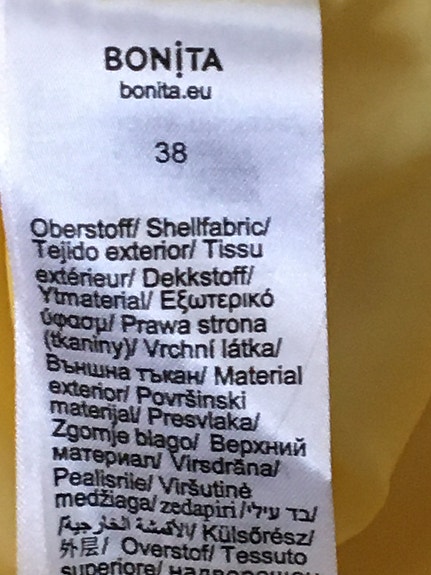 BONiTA
bonita.eu
38
Oberstoff/ Shellfabric/
Tejido exterior/ Tissu
extérieur/ Dekkstoff/
Ytmaterial/ Εξωτερικό
ύφασμ/ Prawa strona
(tkaniny)/ Vrchní látka/
Външна тъкан/ Material
exterior/ Površinski
materijal/ Presvlaka/
Zgornje blago/ Верхний
материал/ Virsdrāna/
Pealisriie/ Viršutinė
medžiaga/ zedapiri /בד עילי/
الأقمشة الخارجية/ Külsőrész/
外层/ Overstof/ Tessuto
superiore/